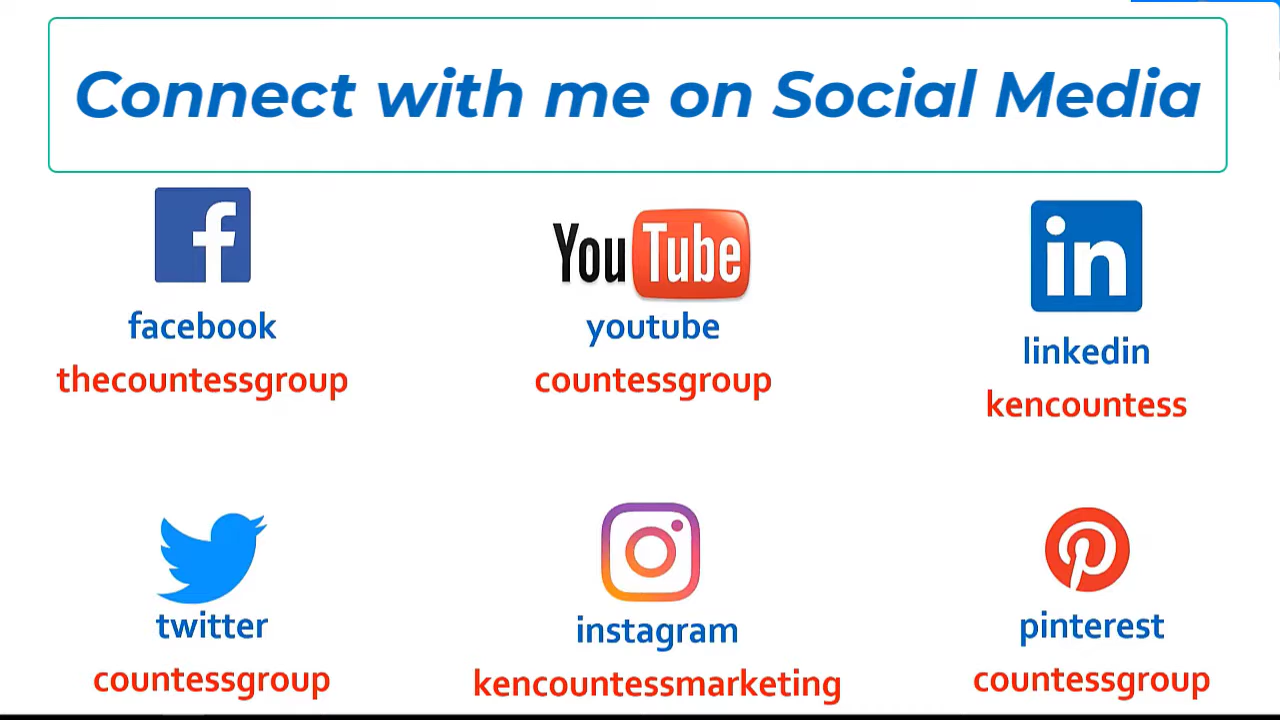 Connect with me on Social Media
f
YouTube
in
facebook
youtube
linkedin
thecountessgroup
countessgroup
kencountess
twitter
instagram
pinterest
countessgroup
kencountessmarketing
countessgroup